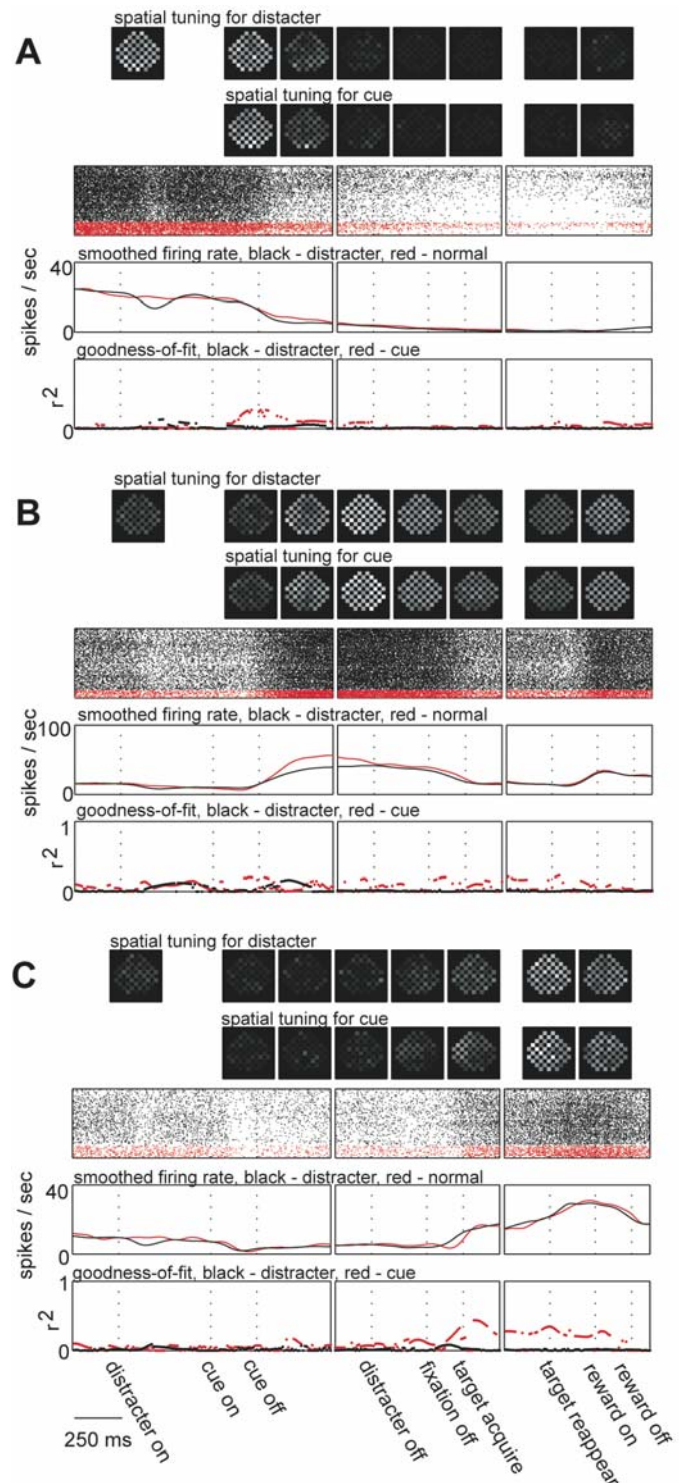 spatial tuning for distacter
A
spatial tuning for cue
smoothed firing rate, black - distracter, red - normal
40
spikes / sec
0
goodness-of-fit, black - distracter, red - cue
r 2
0
spatial tuning for distacter
B
spatial tuning for cue
smoothed firing rate, black - distracter, red - normal
100
spikes / sec
0
goodness-of-fit, black - distracter, red - cue
1
r 2
0
spatial tuning for distacter
C
spatial tuning for cue
smoothed firing rate, black - distracter, red - normal
40
spikes / sec
0
goodness-of-fit, black - distracter, red - cue
1
r 2
0
distracter on
cue on
cue off
distracter off
fixation off
target acquire
target reappear
reward on
reward off
250 ms